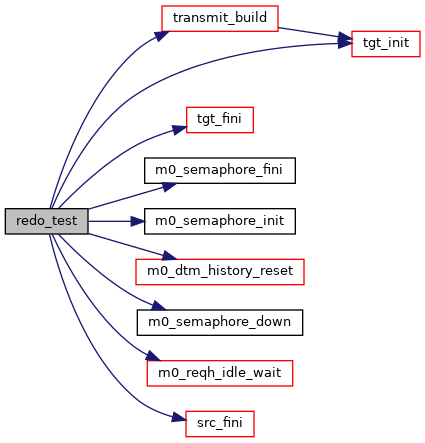 transmit_build
tgt_init
tgt_fini
m0_semaphore_fini
redo_test
m0_semaphore_init
m0_dtm_history_reset
m0_semaphore_down
m0_reqh_idle_wait
src_fini